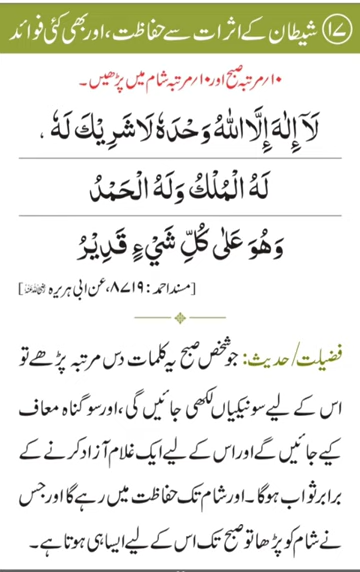 ۱۷ شیطان کے اثرات سے حفاظت، اور بھی کئی فوائد
۱۰/مرتبہ صبح اور ۱۰/مرتبہ شام میں پڑھیں۔
لَآ إِلٰهَ إِلَّا اللّٰهُ وَحْدَهٗ لَا شَرِيْكَ لَهٗ ،
لَهُ الْمُلْكُ وَلَهُ الْحَمْدُ
وَهُوَ عَلٰى كُلِّ شَيْءٍ قَدِيْرٌ
[مسند احمد: ۸۷۱۹، عن ابی ہریرہ ؓ]
فضیلت/حدیث: جو شخص صبح یہ کلمات دس مرتبہ پڑھے تو
اس کے لیے سو نیکیاں لکھی جائیں گی، اور سو گناہ معاف
کیے جائیں گے اور اس کے لیے ایک غلام آزاد کرنے کے
برابر ثواب ہوگا۔ اور شام تک حفاظت میں رہے گا اور جس
نے شام کو پڑھا تو صبح تک اس کے لیے ایسا ہی ہوتا ہے۔